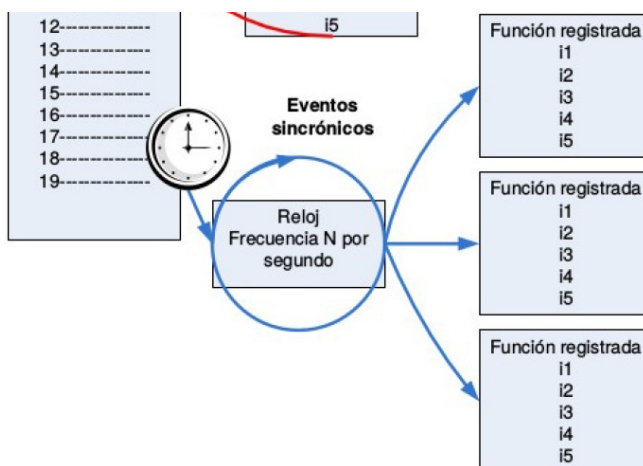 12----------------
13----------------
14----------------
15----------------
16----------------
17----------------
18----------------
19----------------
i5
Eventos
sincrónicos
Reloj
Frecuencia N por
segundo
Función registrada
i1
i2
i3
i4
i5
Función registrada
i1
i2
i3
i4
i5
Función registrada
i1
i2
i3
i4
i5